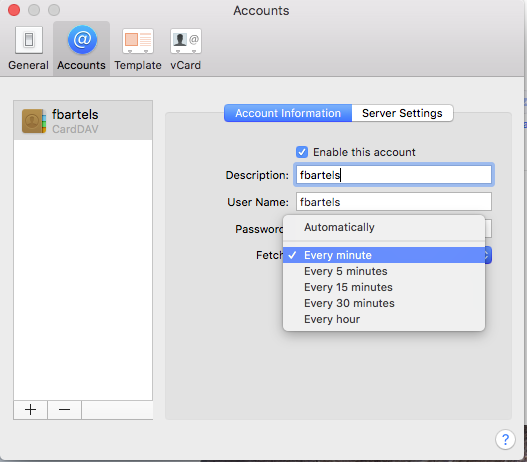 Accounts
General Accounts Template vCard
fbartels
CardDAV
Account Information Server Settings
Enable this account
Description: fbartels
User Name: fbartels
Password
Automatically
Fetch Every minute
Every 5 minutes
Every 15 minutes
Every 30 minutes
Every hour
+ −
?